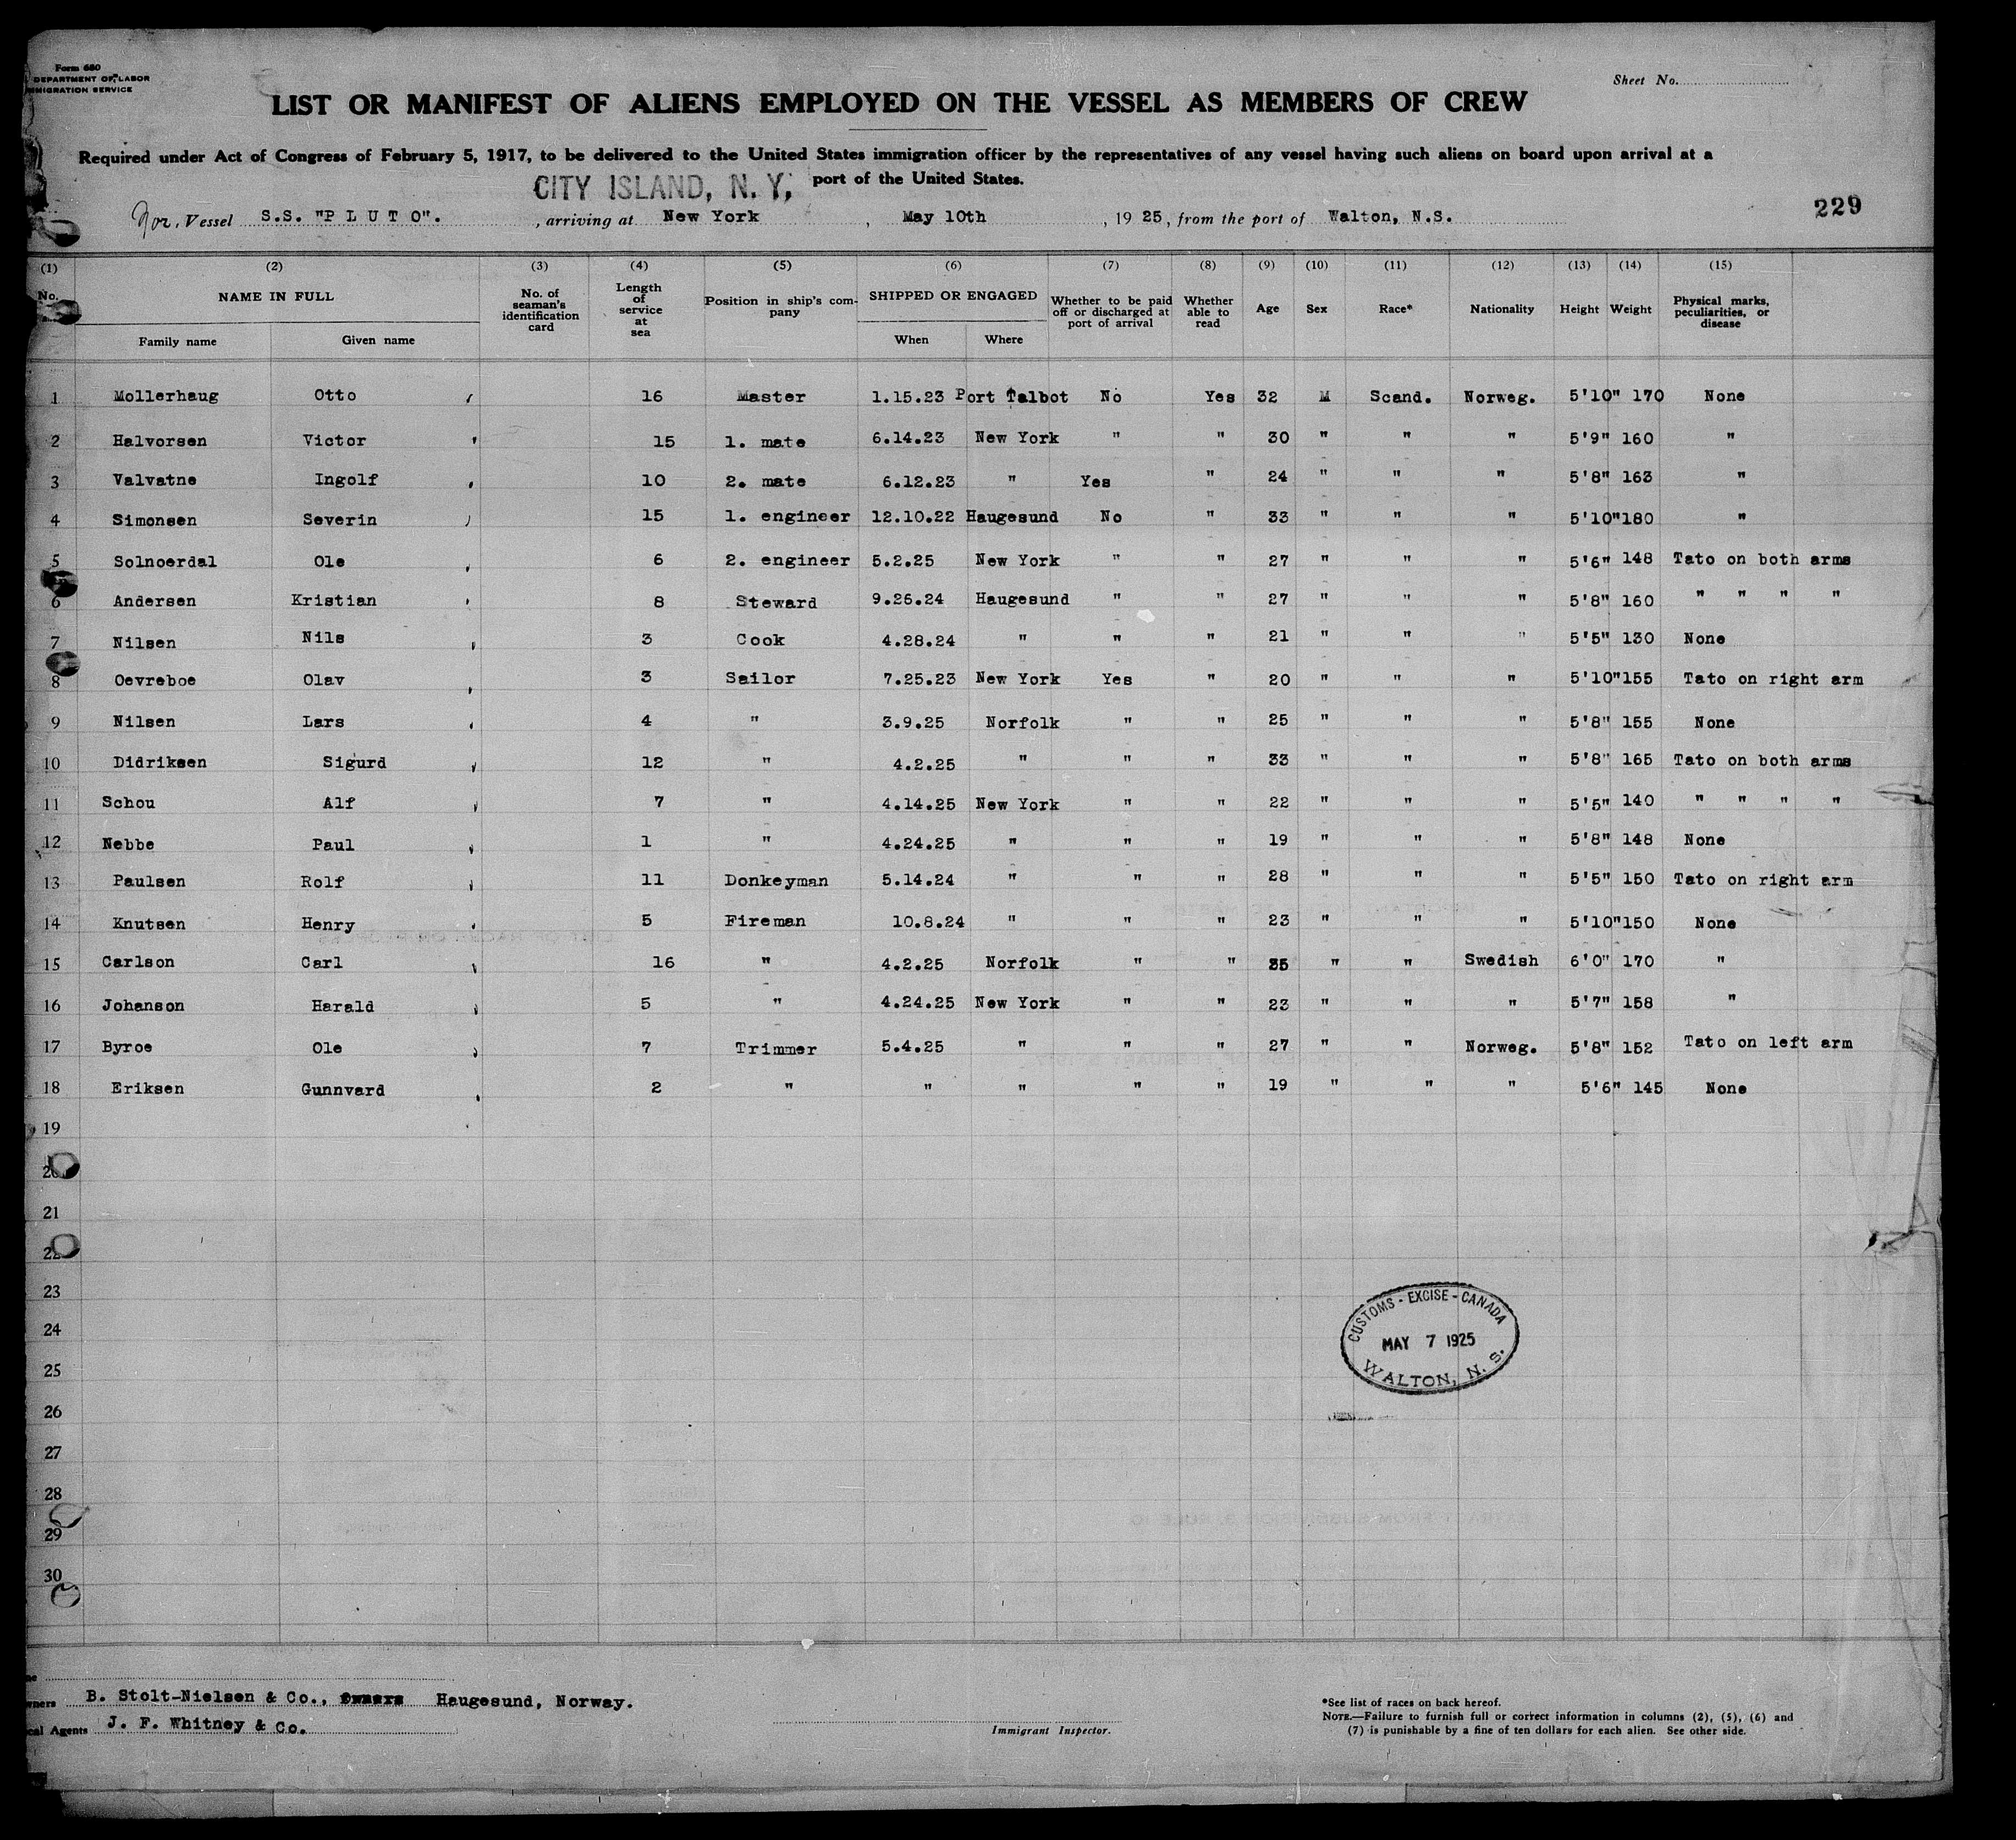 Form 680
DEPARTMENT OF LABOR
IMMIGRATION SERVICE
Sheet No.
LIST OR MANIFEST OF ALIENS EMPLOYED ON THE VESSEL AS MEMBERS OF CREW
Required under Act of Congress of February 5, 1917, to be delivered to the United States immigration officer by the representatives of any vessel having such aliens on board upon arrival at a
CITY ISLAND, N. Y, port of the United States.
Nor. Vessel S.S. "P L U T O". , arriving at New York , May 10th , 1925, from the port of Walton, N.S. 229
(1) (2) (3) (4) (5) (6) (7) (8) (9) (10) (11) (12) (13) (14) (15)
No. NAME IN FULL No. of seaman's identification card Length of service at sea Position in ship's company SHIPPED OR ENGAGED Whether to be paid off or discharged at port of arrival Whether able to read Age Sex Race* Nationality Height Weight Physical marks, peculiarities, or disease
Family name Given name When Where
1 Mollerhaug Otto 16 Master 1.15.23 Port Talbot No Yes 32 M Scand. Norweg. 5'10" 170 None
2 Halvorsen Victor 15 1. mate 6.14.23 New York " " 30 " " " 5'9" 160 "
3 Valvatne Ingolf 10 2. mate 6.12.23 " Yes " 24 " " " 5'8" 163 "
4 Simonsen Severin 15 1. engineer 12.10.22 Haugesund No " 33 " " " 5'10" 180 "
5 Solnoerdal Ole 6 2. engineer 5.2.25 New York " " 27 " " " 5'6" 148 Tato on both arms
6 Andersen Kristian 8 Steward 9.26.24 Haugesund " " 27 " " " 5'8" 160 " " " "
7 Nilsen Nils 3 Cook 4.28.24 " " " 21 " " " 5'5" 130 None
8 Oevreboe Olav 3 Sailor 7.25.23 New York Yes " 20 " " " 5'10" 155 Tato on right arm
9 Nilsen Lars 4 " 3.9.25 Norfolk " " 25 " " " 5'8" 155 None
10 Didriksen Sigurd 12 " 4.2.25 " " " 33 " " " 5'8" 165 Tato on both arms
11 Schou Alf 7 " 4.14.25 New York " " 22 " " " 5'5" 140 " " " "
12 Nebbe Paul 1 " 4.24.25 " " " 19 " " " 5'8" 148 None
13 Paulsen Rolf 11 Donkeyman 5.14.24 " " " 28 " " " 5'5" 150 Tato on right arm
14 Knutsen Henry 5 Fireman 10.8.24 " " " 23 " " " 5'10" 150 None
15 Carlson Carl 16 " 4.2.25 Norfolk " " 35 " " Swedish 6'0" 170 "
16 Johanson Harald 5 " 4.24.25 New York " " 23 " " " 5'7" 158 "
17 Byroe Ole 7 Trimmer 5.4.25 " " " 27 " " Norweg. 5'8" 152 Tato on left arm
18 Eriksen Gunnvard 2 " " " " " 19 " " " 5'6" 145 None
19
20
21
22
23
24
25
26
27
28
29
30
CUSTOMS - EXCISE - CANADA
MAY 7 1925
WALTON, N. S.
B. Stolt-Nielsen & Co., Owners Haugesund, Norway.
Agents J. F. Whitney & Co.
Immigrant Inspector.
*See list of races on back hereof.
NOTE.—Failure to furnish full or correct information in columns (2), (5), (6) and
(7) is punishable by a fine of ten dollars for each alien. See other side.